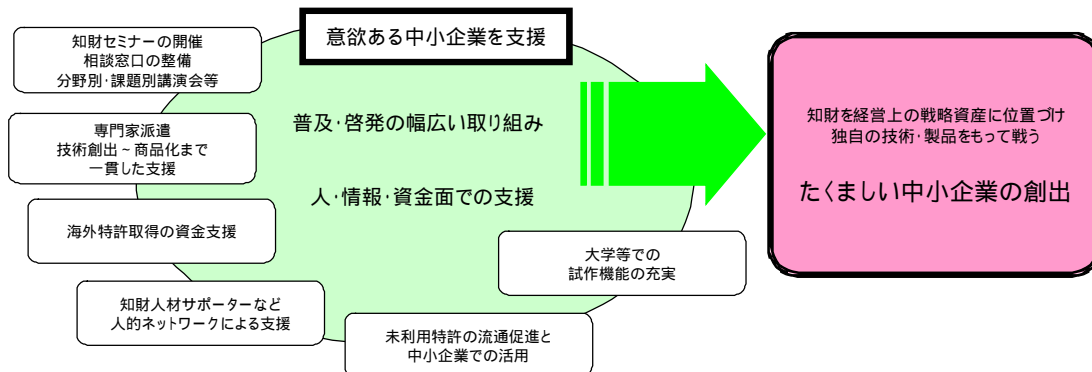 意欲ある中小企業を支援
知財セミナーの開催
相談窓口の整備
分野別･課題別講演会等
普及･啓発の幅広い取り組み
専門家派遣
技術創出～商品化まで
一貫した支援
人･情報･資金面での支援
海外特許取得の資金支援
大学等での
試作機能の充実
知財人材サポーターなど
人的ネットワークによる支援
未利用特許の流通促進と
中小企業での活用
知財を経営上の戦略資産に位置づけ
独自の技術･製品をもって戦う
たくましい中小企業の創出